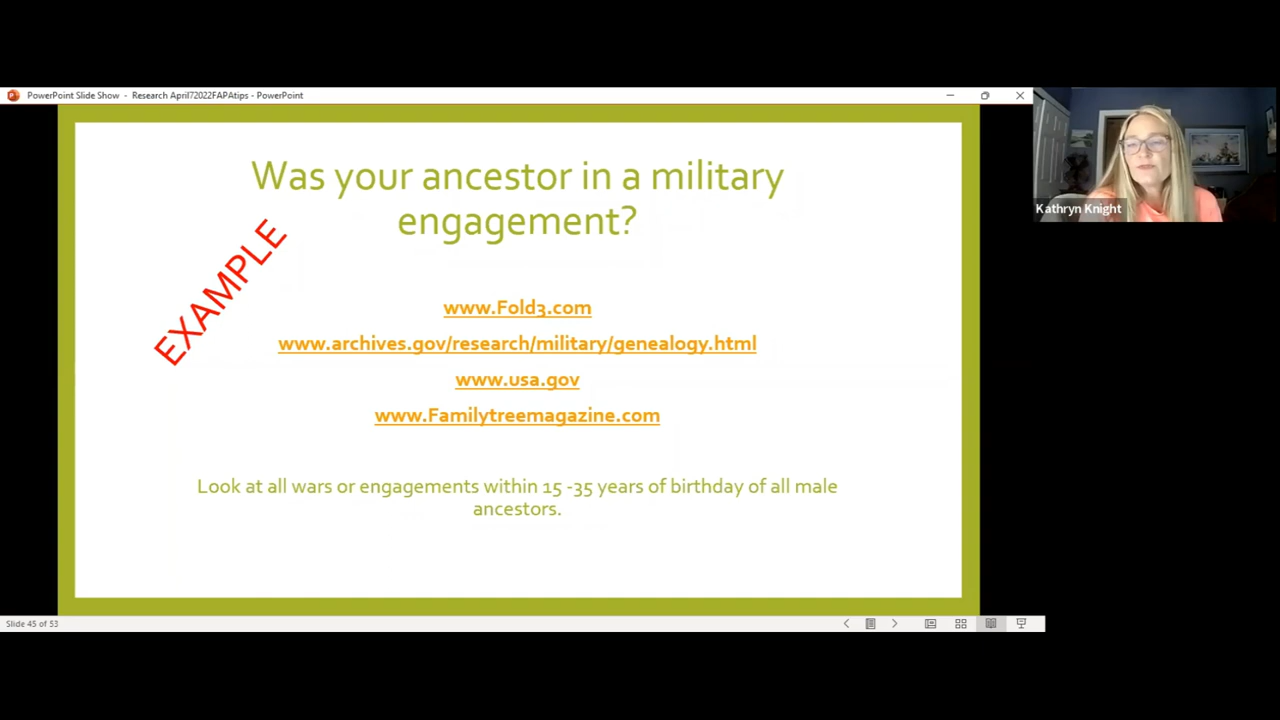 PowerPoint Slide Show - Research April72022FAPAtips - PowerPoint
Was your ancestor in a military
engagement?
EXAMPLE
www.Fold3.com
www.archives.gov/research/military/genealogy.html
www.usa.gov
www.Familytreemagazine.com
Look at all wars or engagements within 15 -35 years of birthday of all male
ancestors.
Kathryn Knight
Slide 45 of 53